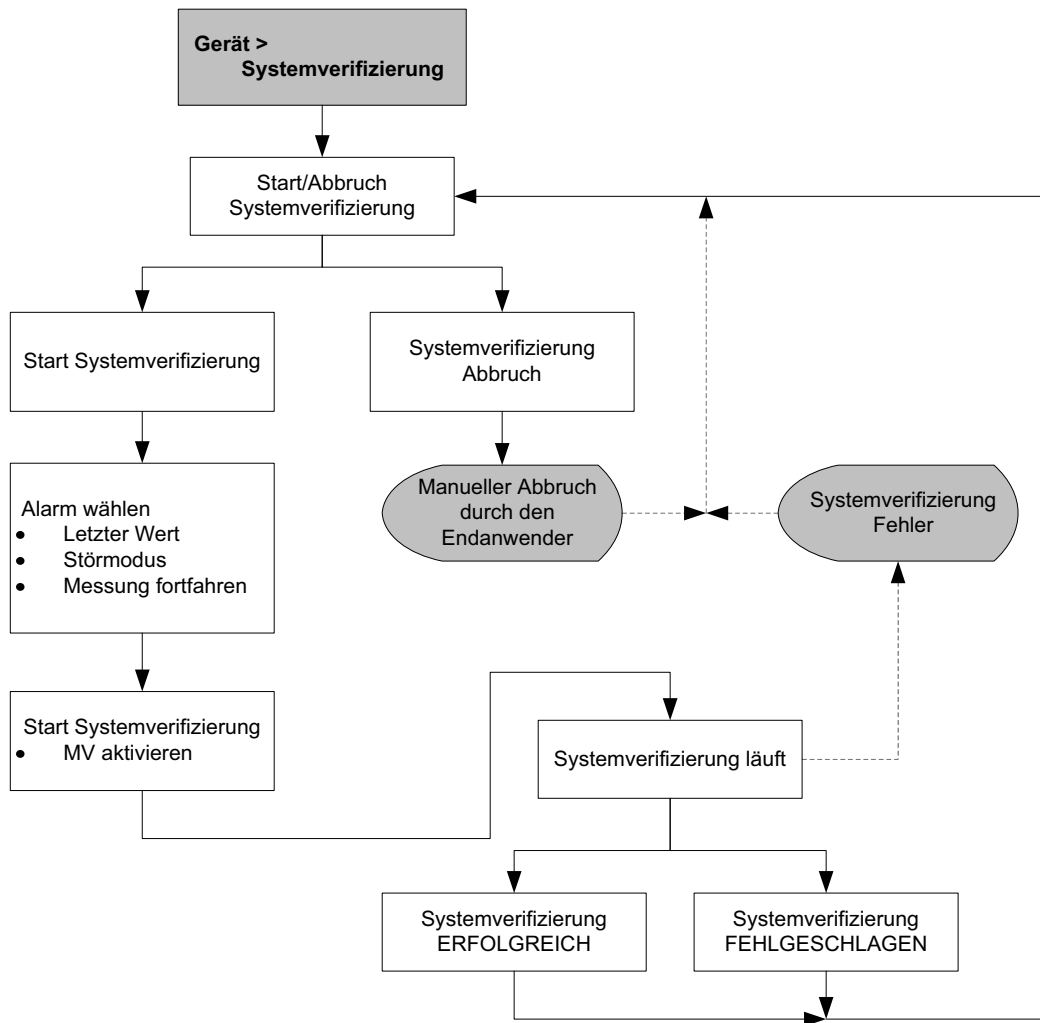 Gerät >
Systemverifizierung
Start/Abbruch
Systemverifizierung
Start Systemverifizierung
Systemverifizierung
Abbruch
Alarm wählen
• Letzter Wert
• Störmodus
• Messung fortfahren
Manueller Abbruch
durch den
Endanwender
Systemverifizierung
Fehler
Start Systemverifizierung
• MV aktivieren
Systemverifizierung läuft
Systemverifizierung
ERFOLGREICH
Systemverifizierung
FEHLGESCHLAGEN